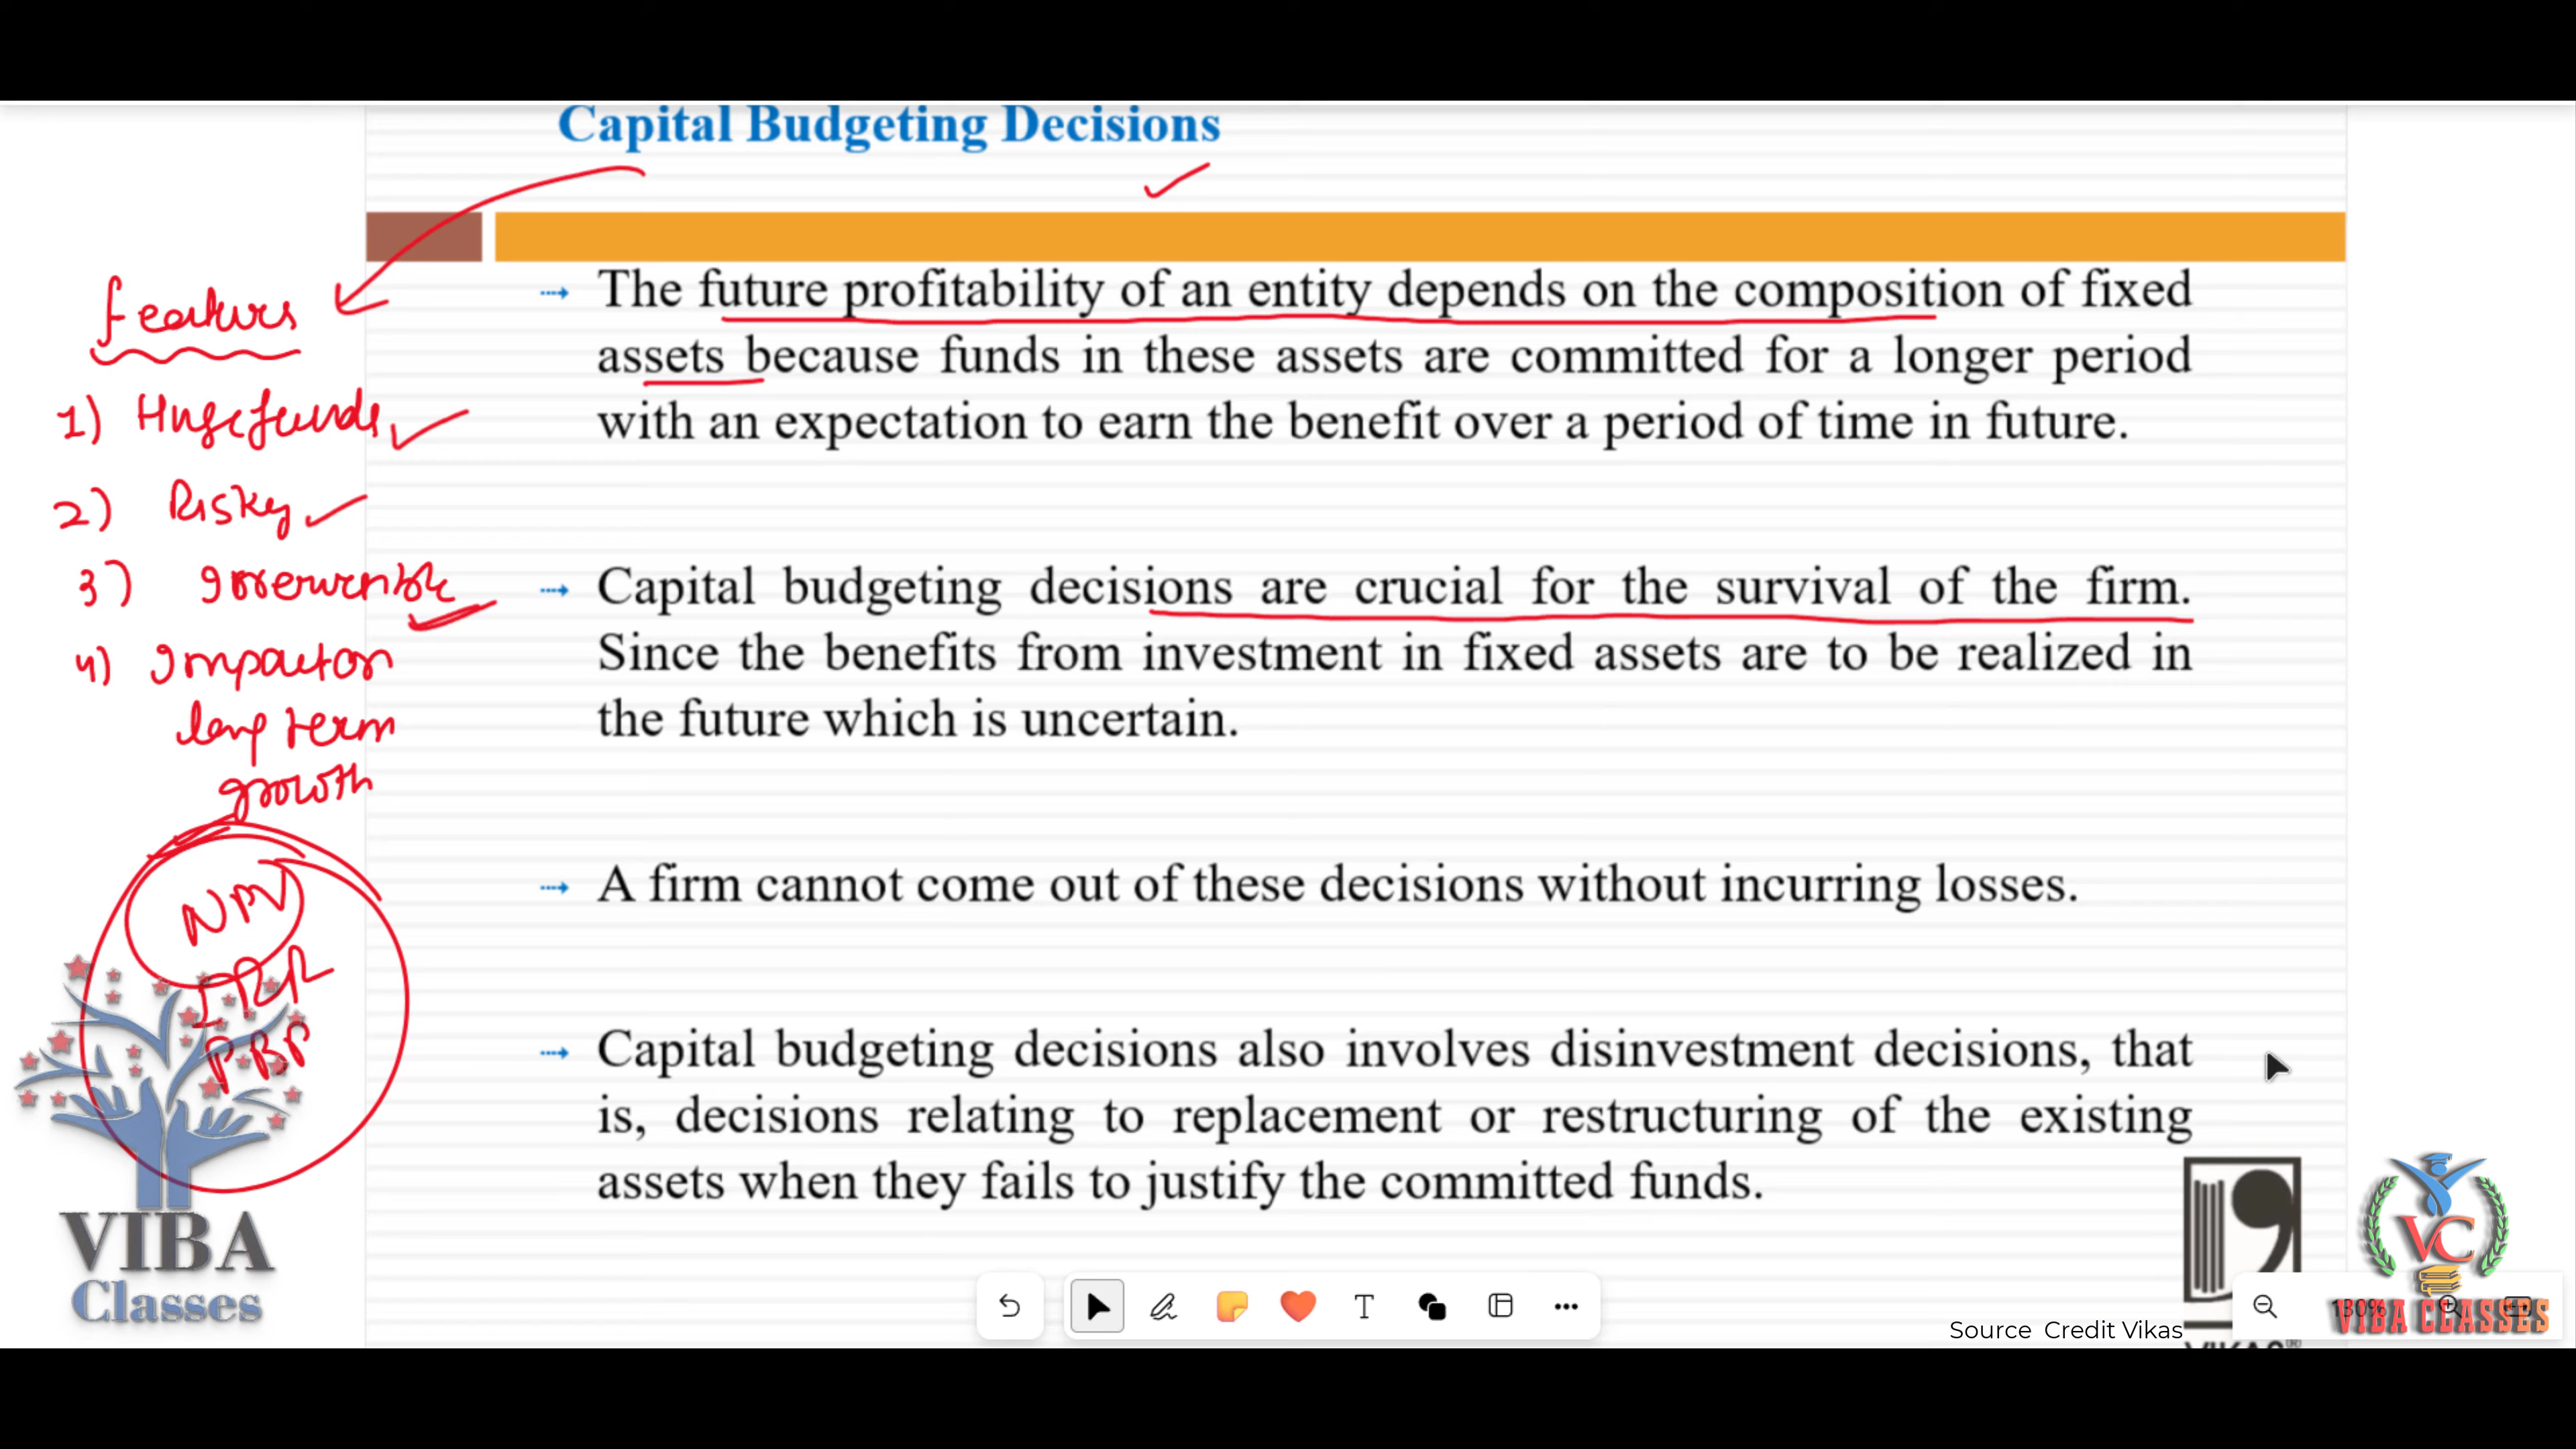 Capital Budgeting Decisions
The future profitability of an entity depends on the composition of fixed
assets because funds in these assets are committed for a longer period
with an expectation to earn the benefit over a period of time in future.
Capital budgeting decisions are crucial for the survival of the firm.
Since the benefits from investment in fixed assets are to be realized in
the future which is uncertain.
A firm cannot come out of these decisions without incurring losses.
Capital budgeting decisions also involves disinvestment decisions, that
is, decisions relating to replacement or restructuring of the existing
assets when they fails to justify the committed funds.
Features
1) Huge funds
2) Risky
3) Irreversible
4) Impact on
long term
growth
NPV
IRR
PBP
VIBA
Classes
T
Source Credit Vikas
130%
VC
VIBA CLASSES